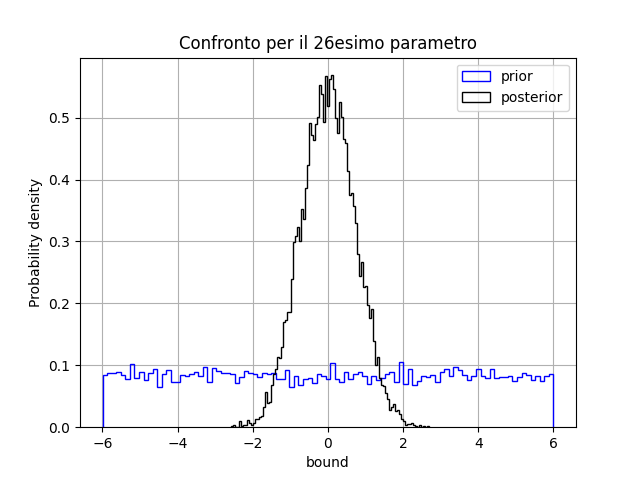 Confronto per il 26esimo parametro
prior
posterior
Probability density
0.5
0.4
0.3
0.2
0.1
0.0
−6
−4
−2
0
2
4
6
bound